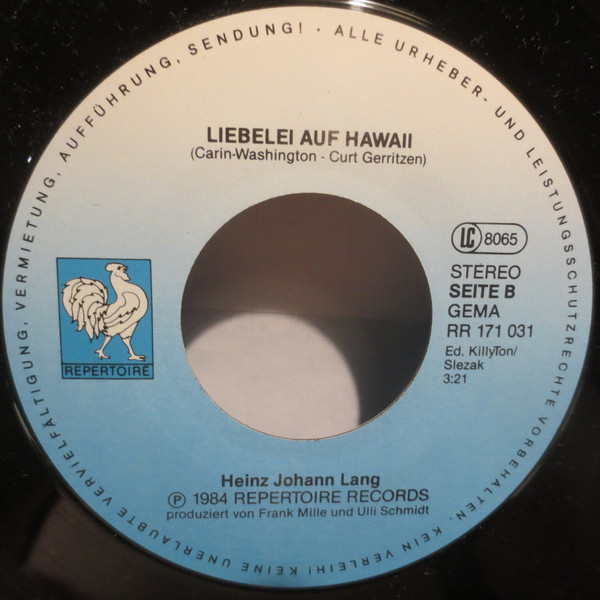 ALLE URHEBER- UND LEISTUNGSSCHUTZRECHTE VORBEHALTEN · KEIN VERLEIH! KEINE UNERLAUBTE VERVIELFÄLTIGUNG, VERMIETUNG, AUFFÜHRUNG, SENDUNG! ·
LIEBELEI AUF HAWAII
(Carin-Washington - Curt Gerritzen)
LC 8065
STEREO
SEITE B
GEMA
RR 171 031
Ed. KillyTon/
Slezak
3:21
REPERTOIRE
Heinz Johann Lang
Ⓟ 1984 REPERTOIRE RECORDS
produziert von Frank Mille und Ulli Schmidt